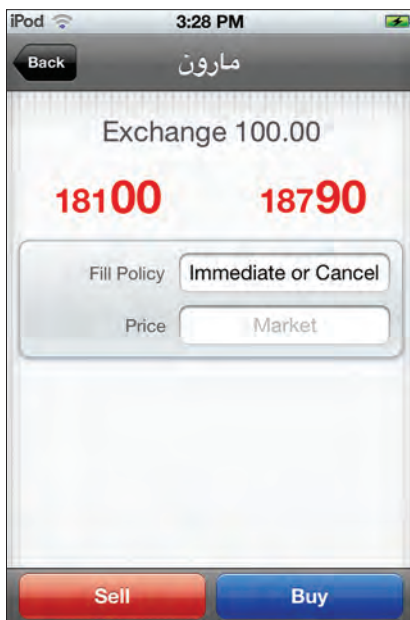 iPod 3:28 PM
Back مارون
Exchange 100.00
18100 18790
Fill Policy Immediate or Cancel
Price Market
Sell Buy